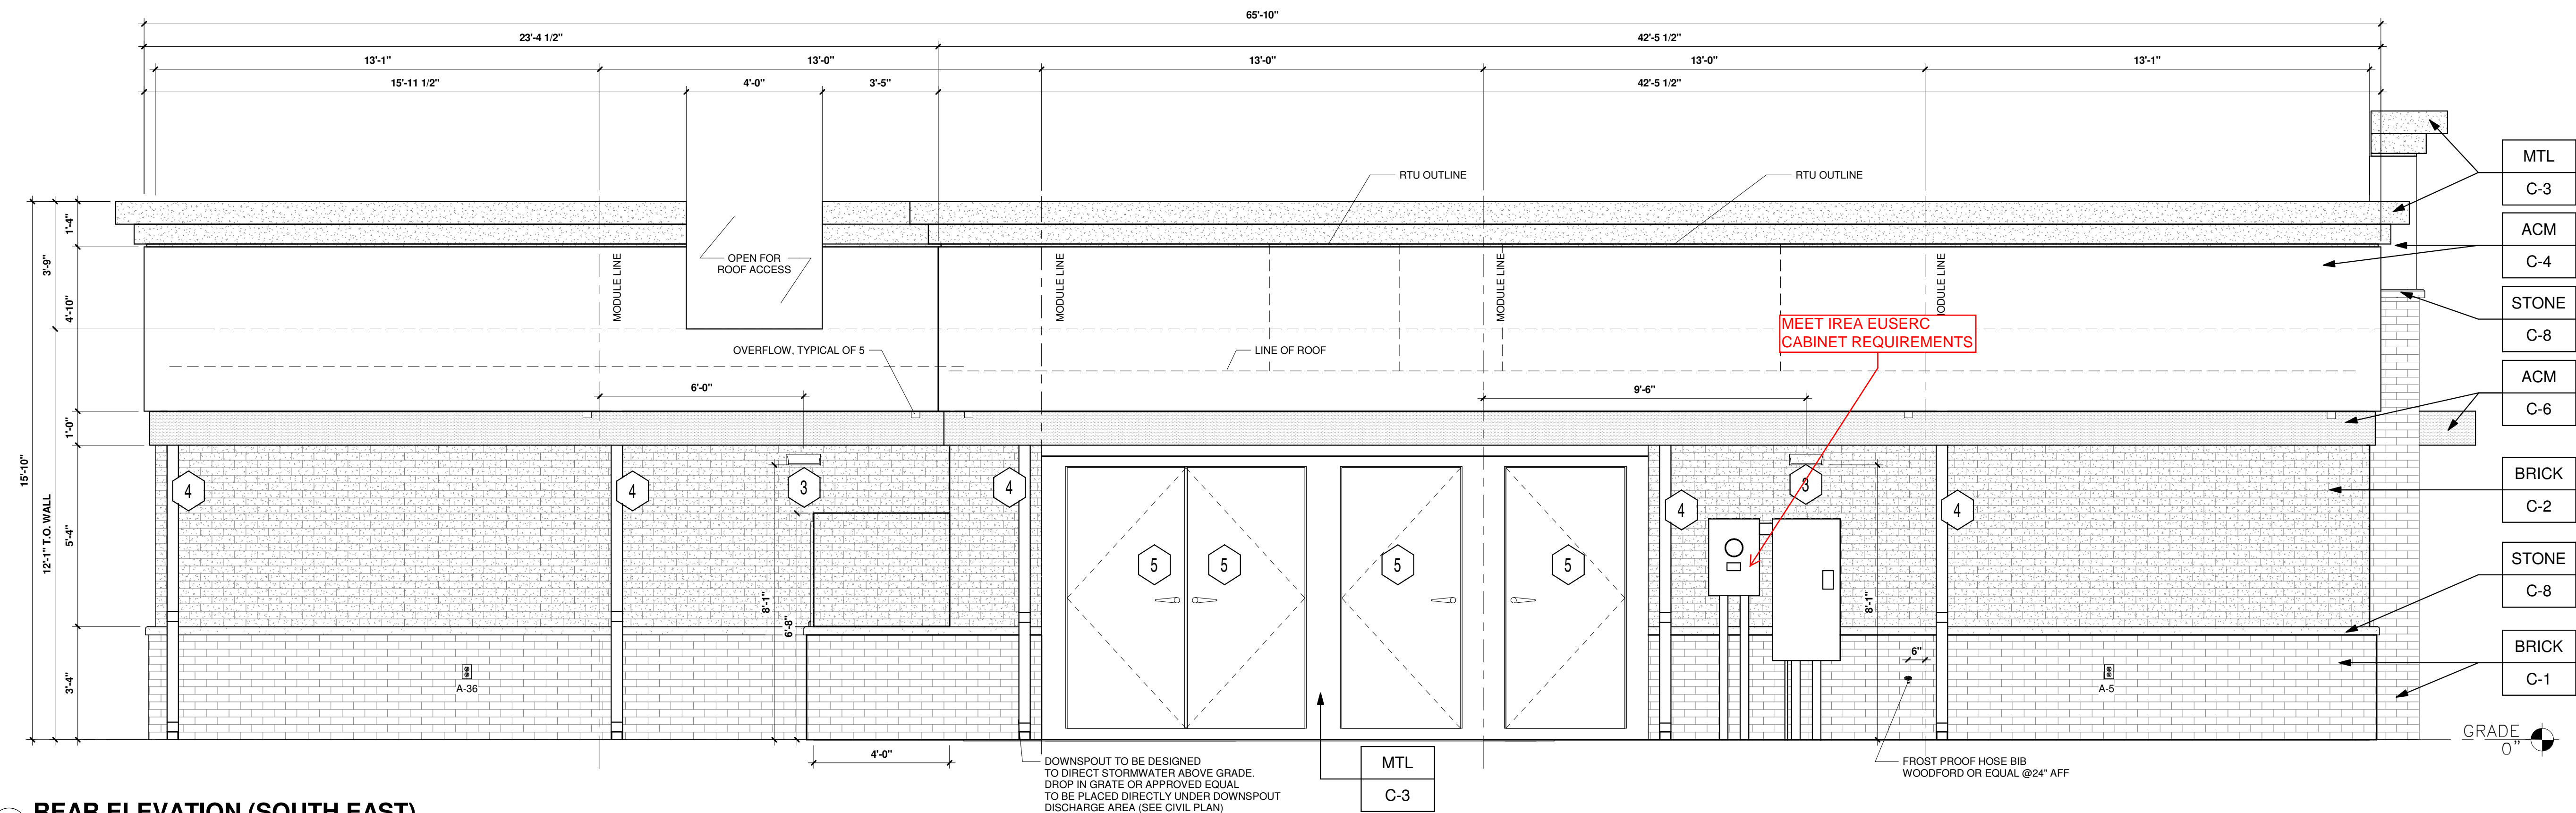 65'-10"
23'-4 1/2"
42'-5 1/2"
13'-1"
13'-0"
13'-0"
13'-0"
13'-1"
15'-11 1/2"
4'-0"
3'-5"
42'-5 1/2"
RTU OUTLINE
RTU OUTLINE
MTL
C-3
ACM
C-4
STONE
C-8
ACM
C-6
BRICK
C-2
STONE
C-8
BRICK
C-1
1'-4"
3'-9"
4'-10"
1'-0"
15'-10"
12'-1" T.O. WALL
5'-4"
3'-4"
OPEN FOR
ROOF ACCESS
MODULE LINE
MODULE LINE
MODULE LINE
MODULE LINE
MEET IREA EUSERC
CABINET REQUIREMENTS
OVERFLOW, TYPICAL OF 5
LINE OF ROOF
6'-0"
9'-6"
4
4
3
4
4
3
4
5
5
5
5
8'-1"
6'-8"
8'-1"
6"
A-36
A-5
4'-0"
DOWNSPOUT TO BE DESIGNED
TO DIRECT STORMWATER ABOVE GRADE.
DROP IN GRATE OR APPROVED EQUAL
TO BE PLACED DIRECTLY UNDER DOWNSPOUT
DISCHARGE AREA (SEE CIVIL PLAN)
MTL
C-3
FROST PROOF HOSE BIB
WOODFORD OR EQUAL @24" AFF
GRADE
0"
REAR ELEVATION (SOUTH EAST)